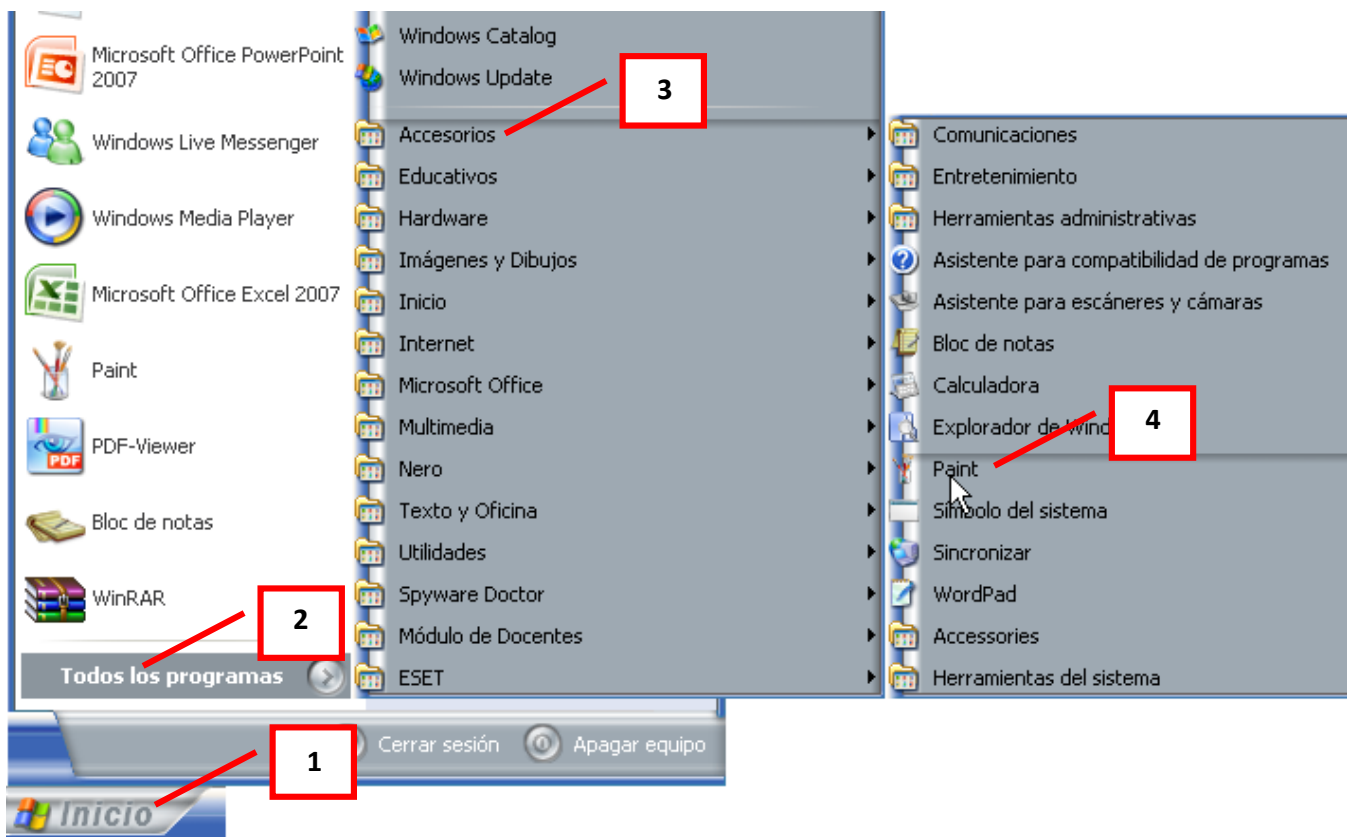 Microsoft Office PowerPoint
2007
Windows Live Messenger
Windows Media Player
Microsoft Office Excel 2007
Paint
PDF-Viewer
Bloc de notas
WinRAR
2
Todos los programas
Windows Catalog
Windows Update
3
Accesorios
Educativos
Hardware
Imágenes y Dibujos
Inicio
Internet
Microsoft Office
Multimedia
Nero
Texto y Oficina
Utilidades
Spyware Doctor
Módulo de Docentes
ESET
Comunicaciones
Entretenimiento
Herramientas administrativas
Asistente para compatibilidad de programas
Asistente para escáneres y cámaras
Bloc de notas
Calculadora
Explorador de Wind
4
Paint
Símbolo del sistema
Sincronizar
WordPad
Accessories
Herramientas del sistema
Cerrar sesión
Apagar equipo
1
Inicio